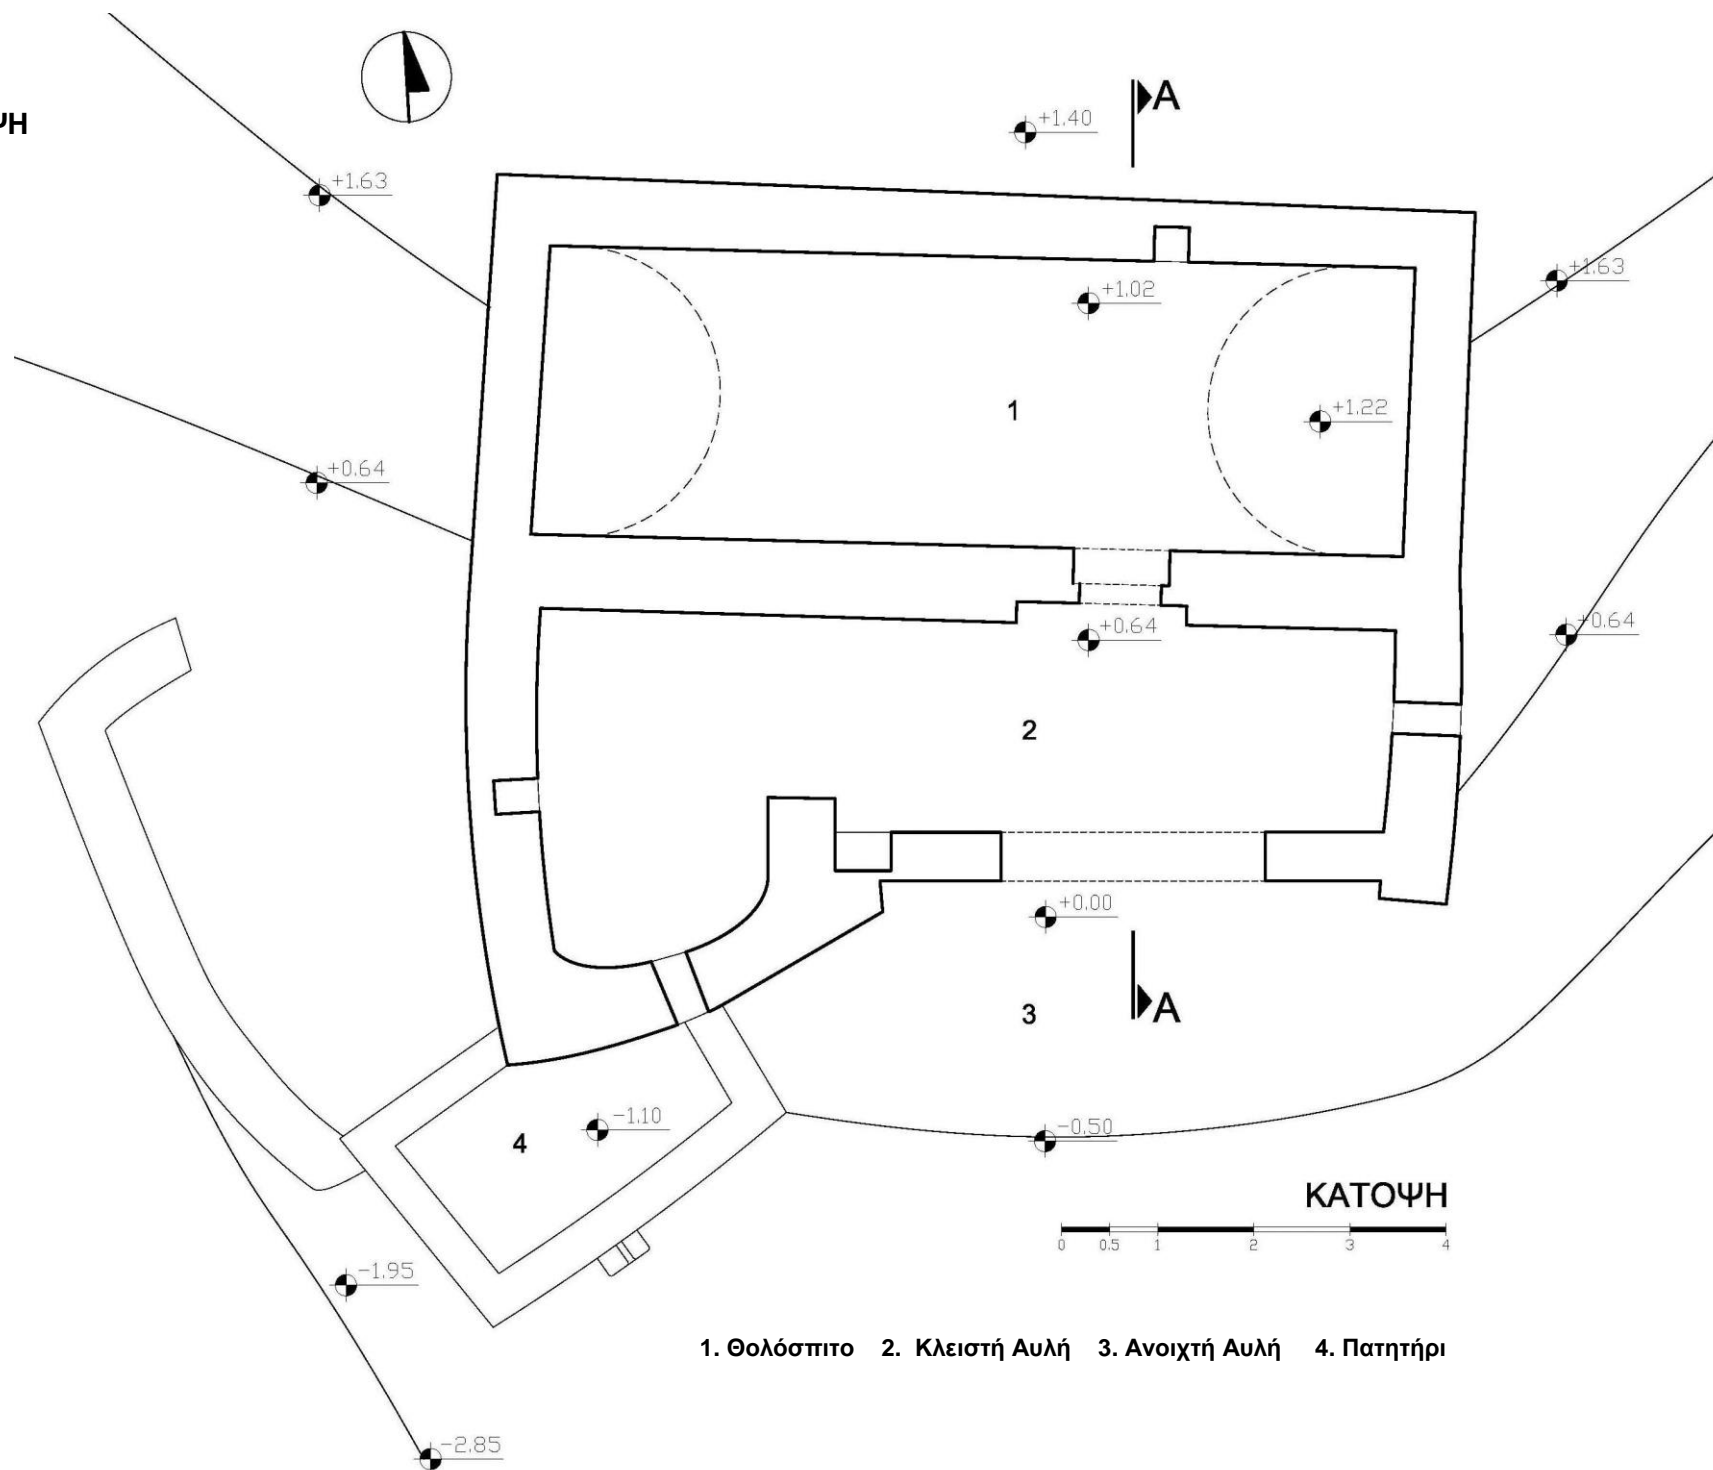 A
+1.40
ΨΗ
+1.63
+1.63
+1.02
1
+1.22
+0.64
+0.64
+0.64
2
+0.00
A
3
-1.10
-0.50
4
ΚΑΤΟΨΗ
0 0.5 1 2 3 4
-1.95
1. Θολόσπιτο 2. Κλειστή Αυλή 3. Ανοιχτή Αυλή 4. Πατητήρι
-2.85